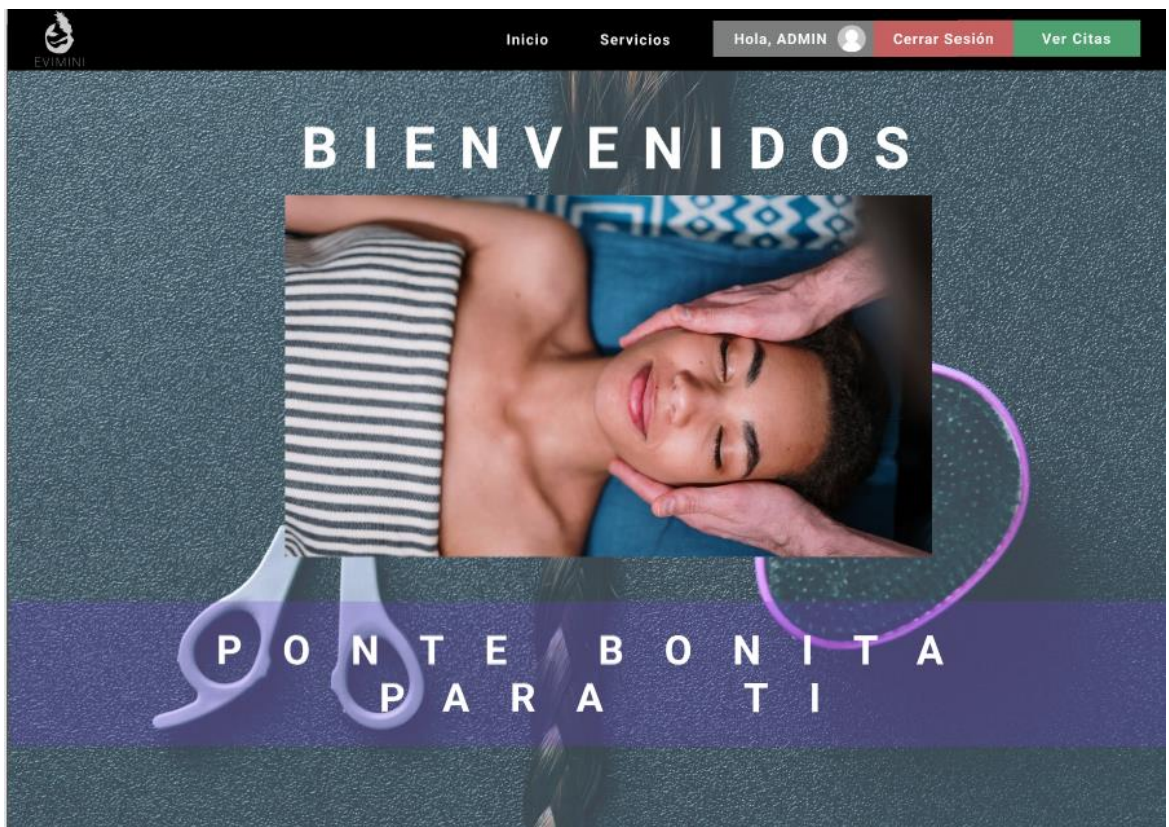 EVIMINI
Inicio Servicios Hola, ADMIN Cerrar Sesión Ver Citas
BIENVENIDOS
PONTE BONITA
PARA TI